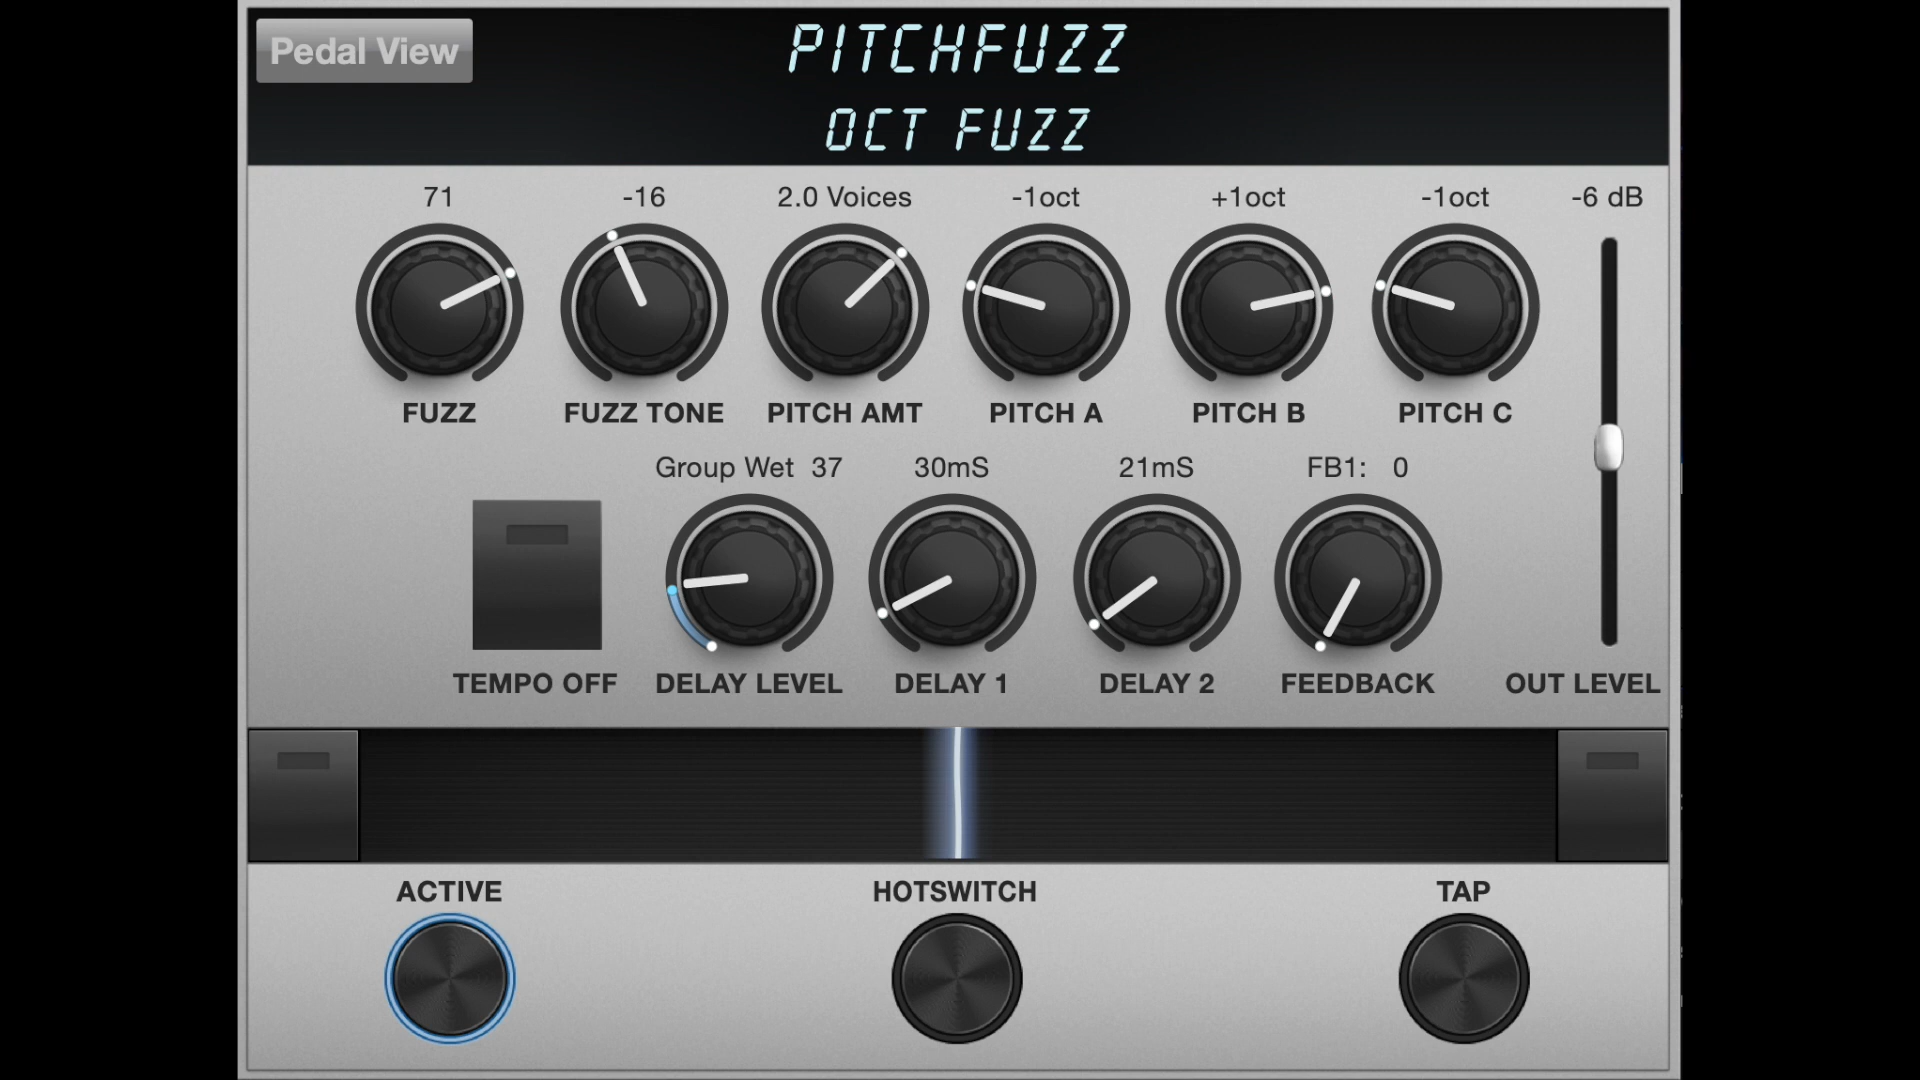 Pedal View
PITCHFUZZ
OCT FUZZ
71 -16 2.0 Voices -1oct +1oct -1oct -6 dB
FUZZ FUZZ TONE PITCH AMT PITCH A PITCH B PITCH C
Group Wet 37 30mS 21mS FB1: 0
TEMPO OFF DELAY LEVEL DELAY 1 DELAY 2 FEEDBACK OUT LEVEL
ACTIVE HOTSWITCH TAP